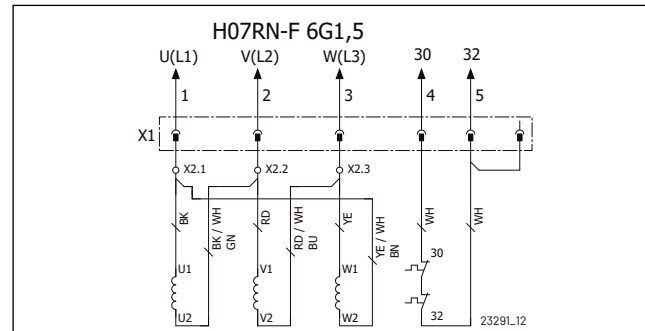 H07RN-F 6G1,5
U(L1) V(L2) W(L3) 30 32
1 2 3 4 5
X1
X2.1 X2.2 X2.3
BK
BK / WH
GN
RD
RD / WH
BU
YE
YE / WH
BN
WH
WH
30
U1 V1 W1
U2 V2 W2 32
23291_12